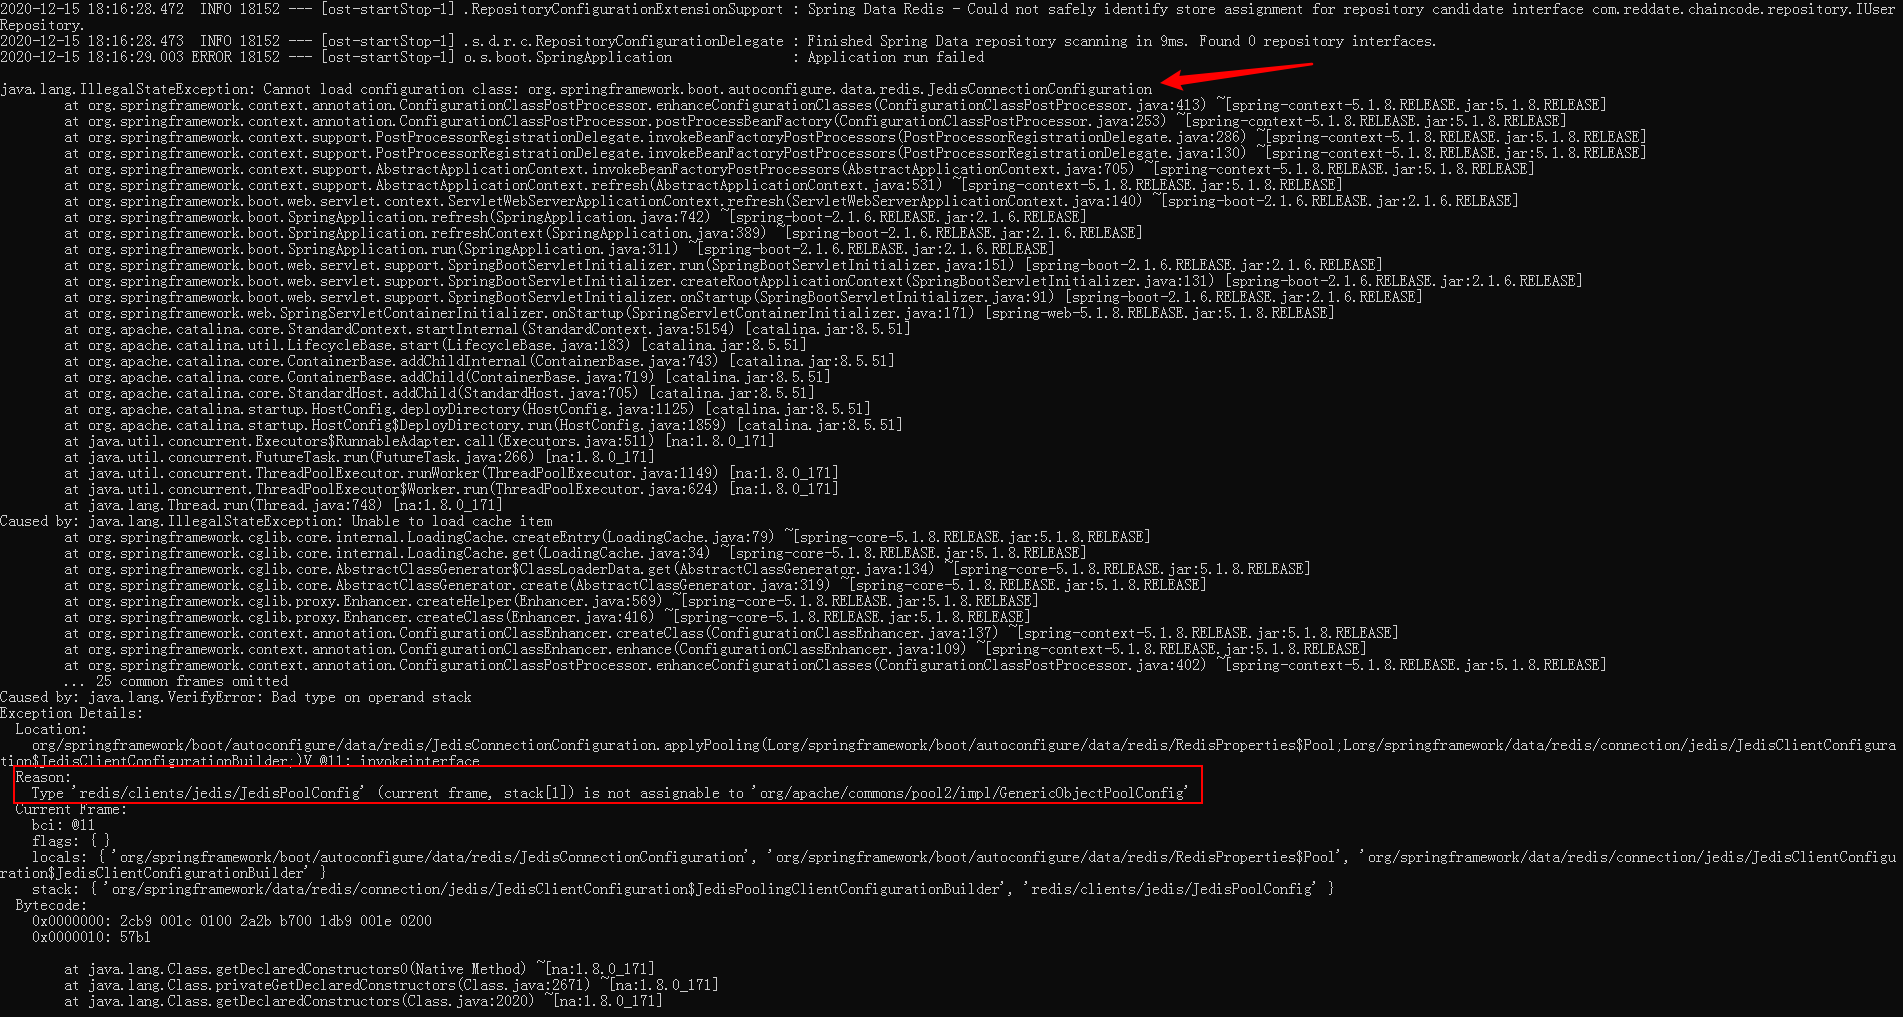 2020-12-15 18:16:28.472  INFO 18152 --- [ost-startStop-1] .RepositoryConfigurationExtensionSupport : Spring Data Redis - Could not safely identify store assignment for repository candidate interface com.reddate.chaincode.repository.IUser
Repository.
2020-12-15 18:16:28.473  INFO 18152 --- [ost-startStop-1] .s.d.r.c.RepositoryConfigurationDelegate : Finished Spring Data repository scanning in 9ms. Found 0 repository interfaces.
2020-12-15 18:16:29.003 ERROR 18152 --- [ost-startStop-1] o.s.boot.SpringApplication               : Application run failed
java.lang.IllegalStateException: Cannot load configuration class: org.springframework.boot.autoconfigure.data.redis.JedisConnectionConfiguration
at org.springframework.context.annotation.ConfigurationClassPostProcessor.enhanceConfigurationClasses(ConfigurationClassPostProcessor.java:413) ~[spring-context-5.1.8.RELEASE.jar:5.1.8.RELEASE]
at org.springframework.context.annotation.ConfigurationClassPostProcessor.postProcessBeanFactory(ConfigurationClassPostProcessor.java:253) ~[spring-context-5.1.8.RELEASE.jar:5.1.8.RELEASE]
at org.springframework.context.support.PostProcessorRegistrationDelegate.invokeBeanFactoryPostProcessors(PostProcessorRegistrationDelegate.java:286) ~[spring-context-5.1.8.RELEASE.jar:5.1.8.RELEASE]
at org.springframework.context.support.PostProcessorRegistrationDelegate.invokeBeanFactoryPostProcessors(PostProcessorRegistrationDelegate.java:130) ~[spring-context-5.1.8.RELEASE.jar:5.1.8.RELEASE]
at org.springframework.context.support.AbstractApplicationContext.invokeBeanFactoryPostProcessors(AbstractApplicationContext.java:705) ~[spring-context-5.1.8.RELEASE.jar:5.1.8.RELEASE]
at org.springframework.context.support.AbstractApplicationContext.refresh(AbstractApplicationContext.java:531) ~[spring-context-5.1.8.RELEASE.jar:5.1.8.RELEASE]
at org.springframework.boot.web.servlet.context.ServletWebServerApplicationContext.refresh(ServletWebServerApplicationContext.java:140) ~[spring-boot-2.1.6.RELEASE.jar:2.1.6.RELEASE]
at org.springframework.boot.SpringApplication.refresh(SpringApplication.java:742) ~[spring-boot-2.1.6.RELEASE.jar:2.1.6.RELEASE]
at org.springframework.boot.SpringApplication.refreshContext(SpringApplication.java:389) ~[spring-boot-2.1.6.RELEASE.jar:2.1.6.RELEASE]
at org.springframework.boot.SpringApplication.run(SpringApplication.java:311) ~[spring-boot-2.1.6.RELEASE.jar:2.1.6.RELEASE]
at org.springframework.boot.web.servlet.support.SpringBootServletInitializer.run(SpringBootServletInitializer.java:151) [spring-boot-2.1.6.RELEASE.jar:2.1.6.RELEASE]
at org.springframework.boot.web.servlet.support.SpringBootServletInitializer.createRootApplicationContext(SpringBootServletInitializer.java:131) [spring-boot-2.1.6.RELEASE.jar:2.1.6.RELEASE]
at org.springframework.boot.web.servlet.support.SpringBootServletInitializer.onStartup(SpringBootServletInitializer.java:91) [spring-boot-2.1.6.RELEASE.jar:2.1.6.RELEASE]
at org.springframework.web.SpringServletContainerInitializer.onStartup(SpringServletContainerInitializer.java:171) [spring-web-5.1.8.RELEASE.jar:5.1.8.RELEASE]
at org.apache.catalina.core.StandardContext.startInternal(StandardContext.java:5154) [catalina.jar:8.5.51]
at org.apache.catalina.util.LifecycleBase.start(LifecycleBase.java:183) [catalina.jar:8.5.51]
at org.apache.catalina.core.ContainerBase.addChildInternal(ContainerBase.java:743) [catalina.jar:8.5.51]
at org.apache.catalina.core.ContainerBase.addChild(ContainerBase.java:719) [catalina.jar:8.5.51]
at org.apache.catalina.core.StandardHost.addChild(StandardHost.java:705) [catalina.jar:8.5.51]
at org.apache.catalina.startup.HostConfig.deployDirectory(HostConfig.java:1125) [catalina.jar:8.5.51]
at org.apache.catalina.startup.HostConfig$DeployDirectory.run(HostConfig.java:1859) [catalina.jar:8.5.51]
at java.util.concurrent.Executors$RunnableAdapter.call(Executors.java:511) [na:1.8.0_171]
at java.util.concurrent.FutureTask.run(FutureTask.java:266) [na:1.8.0_171]
at java.util.concurrent.ThreadPoolExecutor.runWorker(ThreadPoolExecutor.java:1149) [na:1.8.0_171]
at java.util.concurrent.ThreadPoolExecutor$Worker.run(ThreadPoolExecutor.java:624) [na:1.8.0_171]
at java.lang.Thread.run(Thread.java:748) [na:1.8.0_171]
Caused by: java.lang.IllegalStateException: Unable to load cache item
at org.springframework.cglib.core.internal.LoadingCache.createEntry(LoadingCache.java:79) ~[spring-core-5.1.8.RELEASE.jar:5.1.8.RELEASE]
at org.springframework.cglib.core.internal.LoadingCache.get(LoadingCache.java:34) ~[spring-core-5.1.8.RELEASE.jar:5.1.8.RELEASE]
at org.springframework.cglib.core.AbstractClassGenerator$ClassLoaderData.get(AbstractClassGenerator.java:134) ~[spring-core-5.1.8.RELEASE.jar:5.1.8.RELEASE]
at org.springframework.cglib.core.AbstractClassGenerator.create(AbstractClassGenerator.java:319) ~[spring-core-5.1.8.RELEASE.jar:5.1.8.RELEASE]
at org.springframework.cglib.proxy.Enhancer.createHelper(Enhancer.java:569) ~[spring-core-5.1.8.RELEASE.jar:5.1.8.RELEASE]
at org.springframework.cglib.proxy.Enhancer.createClass(Enhancer.java:416) ~[spring-core-5.1.8.RELEASE.jar:5.1.8.RELEASE]
at org.springframework.context.annotation.ConfigurationClassEnhancer.createClass(ConfigurationClassEnhancer.java:137) ~[spring-context-5.1.8.RELEASE.jar:5.1.8.RELEASE]
at org.springframework.context.annotation.ConfigurationClassEnhancer.enhance(ConfigurationClassEnhancer.java:109) ~[spring-context-5.1.8.RELEASE.jar:5.1.8.RELEASE]
at org.springframework.context.annotation.ConfigurationClassPostProcessor.enhanceConfigurationClasses(ConfigurationClassPostProcessor.java:402) ~[spring-context-5.1.8.RELEASE.jar:5.1.8.RELEASE]
... 25 common frames omitted
Caused by: java.lang.VerifyError: Bad type on operand stack
Exception Details:
Location:
org/springframework/boot/autoconfigure/data/redis/JedisConnectionConfiguration.applyPooling(Lorg/springframework/boot/autoconfigure/data/redis/RedisProperties$Pool;Lorg/springframework/data/redis/connection/jedis/JedisClientConfigura
tion$JedisClientConfigurationBuilder;)V @11: invokeinterface
Reason:
Type 'redis/clients/jedis/JedisPoolConfig' (current frame, stack[1]) is not assignable to 'org/apache/commons/pool2/impl/GenericObjectPoolConfig'
Current Frame:
bci: @11
flags: { }
locals: { 'org/springframework/boot/autoconfigure/data/redis/JedisConnectionConfiguration', 'org/springframework/boot/autoconfigure/data/redis/RedisProperties$Pool', 'org/springframework/data/redis/connection/jedis/JedisClientConfigu
ration$JedisClientConfigurationBuilder' }
stack: { 'org/springframework/data/redis/connection/jedis/JedisClientConfiguration$JedisPoolingClientConfigurationBuilder', 'redis/clients/jedis/JedisPoolConfig' }
Bytecode:
0x0000000: 2cb9 001c 0100 2a2b b700 1db9 001e 0200
0x0000010: 57b1
at java.lang.Class.getDeclaredConstructors0(Native Method) ~[na:1.8.0_171]
at java.lang.Class.privateGetDeclaredConstructors(Class.java:2671) ~[na:1.8.0_171]
at java.lang.Class.getDeclaredConstructors(Class.java:2020) ~[na:1.8.0_171]